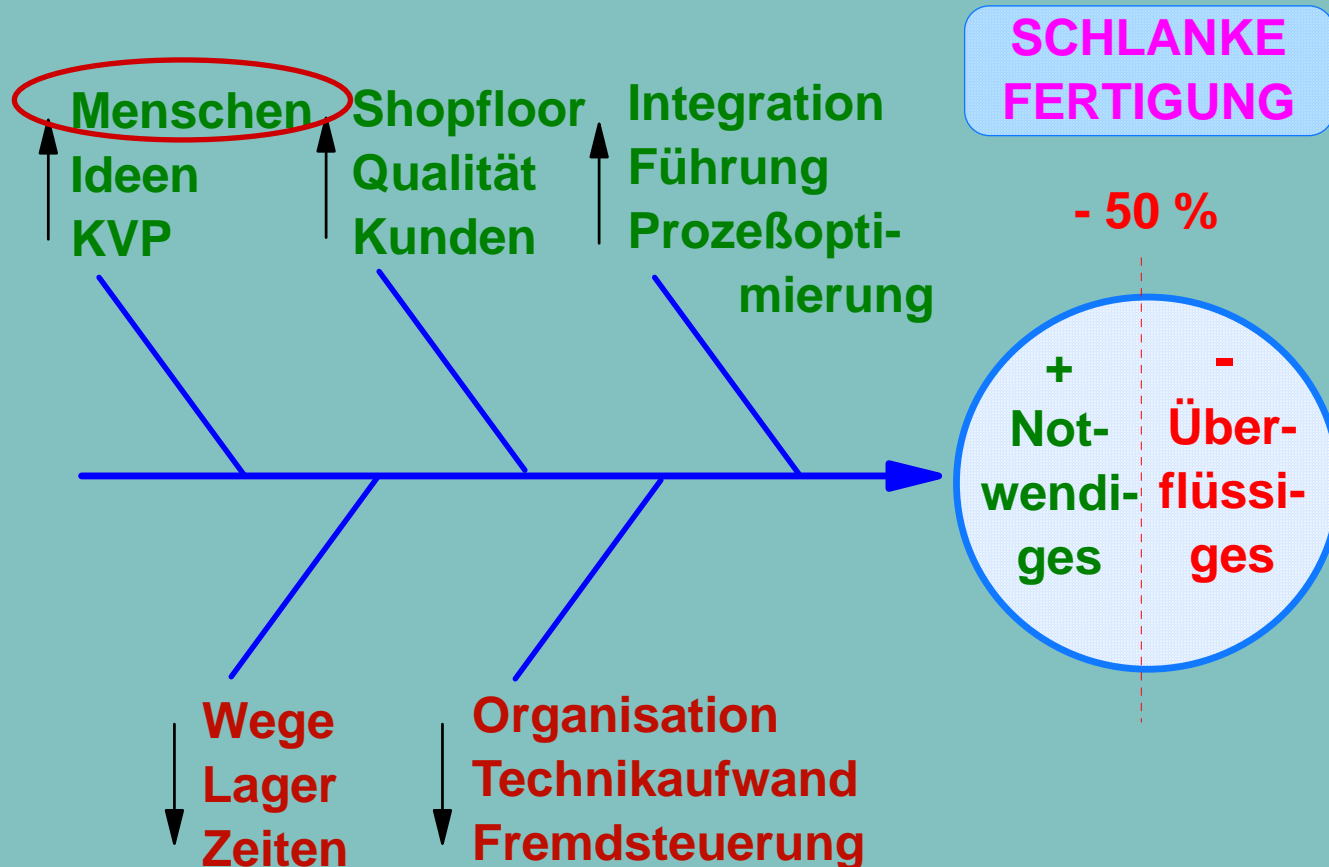 SCHLANKE
FERTIGUNG
Menschen
Ideen
KVP
Shopfloor
Qualität
Kunden
Integration
Führung
Prozeßopti-
mierung
- 50 %
+
Not-
wendi-
ges
-
Über-
flüssi-
ges
Wege
Lager
Zeiten
Organisation
Technikaufwand
Fremdsteuerung